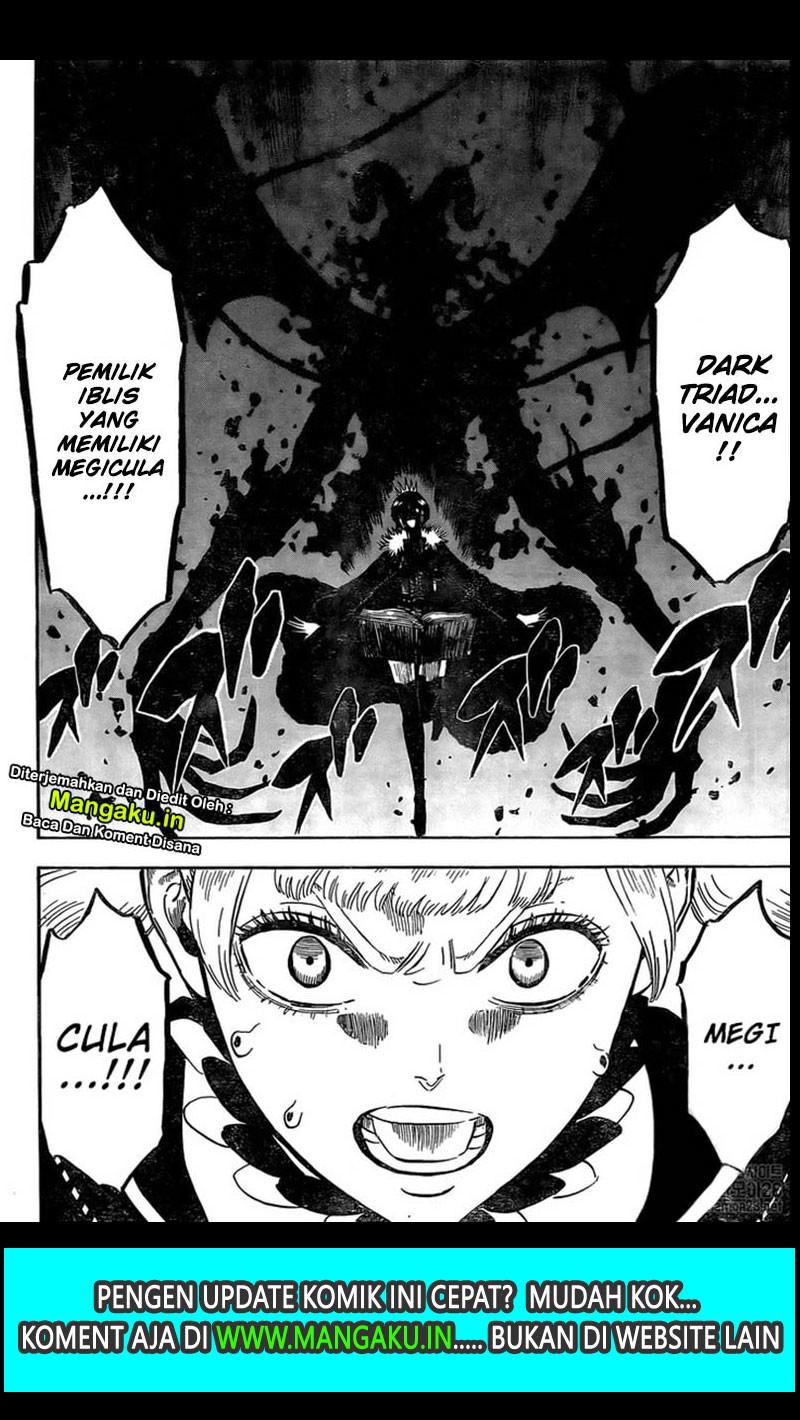 DARK
TRIAD...
VANICA
!!
PEMILIK
IBLIS
YANG
MEMILIKI
MEGICULA
...!!!
Diterjemahkan dan Diedit Oleh :
Mangaku.in
Baca Dan Koment Disana
MEGI
...
CULA
...!!!
PENGEN UPDATE KOMIK INI CEPAT? MUDAH KOK...
KOMENT AJA DI WWW.MANGAKU.IN..... BUKAN DI WEBSITE LAIN